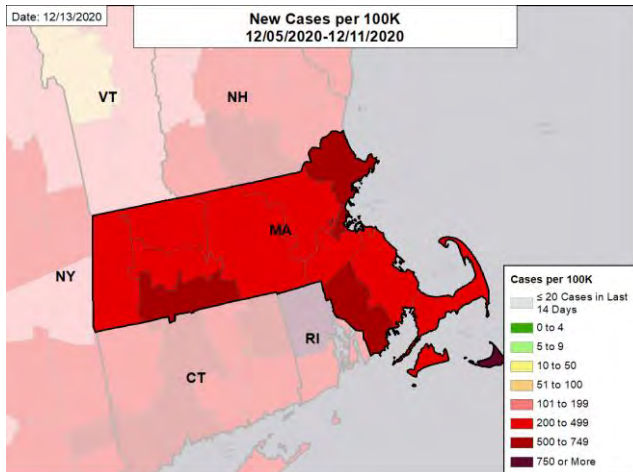 Date: 12/13/2020
New Cases per 100K
12/05/2020-12/11/2020
VT
NH
MA
NY
RI
CT
Cases per 100K
≤ 20 Cases in Last
14 Days
0 to 4
5 to 9
10 to 50
51 to 100
101 to 199
200 to 499
500 to 749
750 or More